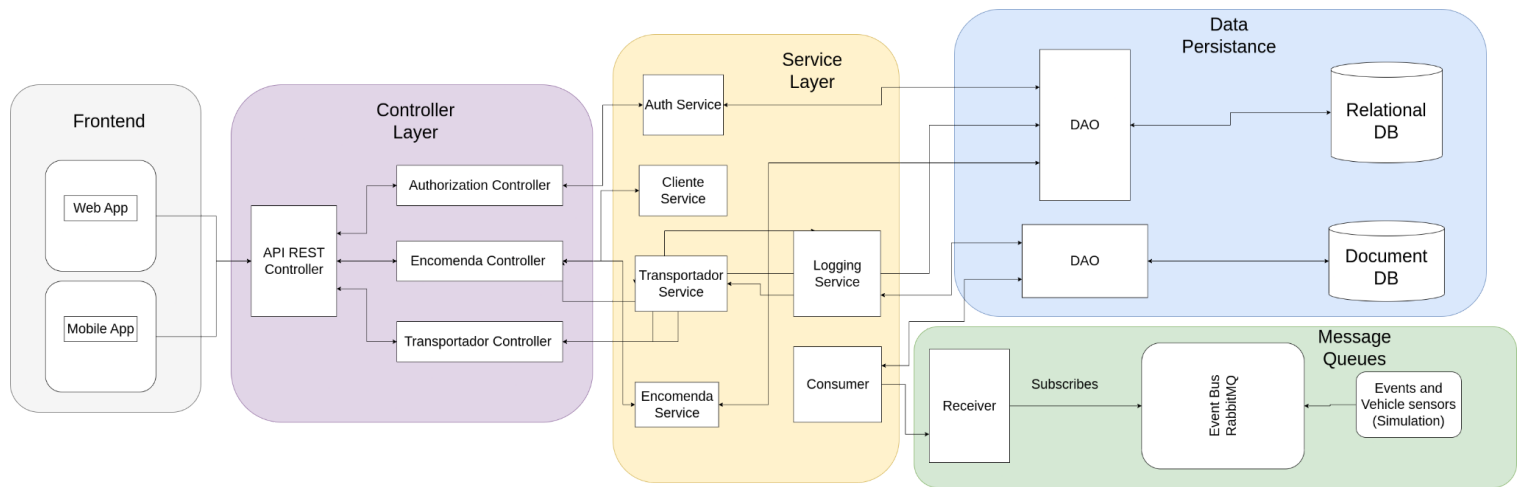 Frontend
Web App
Mobile App
Controller
Layer
API REST
Controller
Authorization Controller
Encomenda Controller
Transportador Controller
Service
Layer
Auth Service
Cliente
Service
Transportador
Service
Logging
Service
Consumer
Encomenda
Service
Data
Persistance
DAO
Relational
DB
DAO
Document
DB
Message
Queues
Receiver
Subscribes
Event Bus
RabbitMQ
Events and
Vehicle sensors
(Simulation)